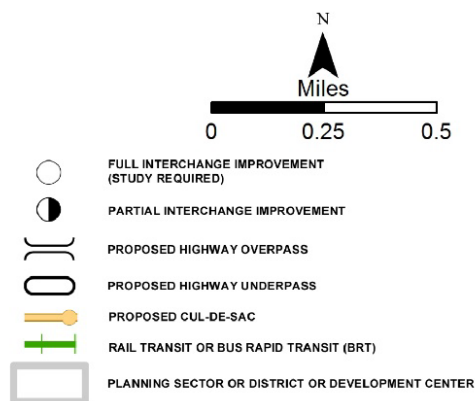 N
Miles
0 0.25 0.5
FULL INTERCHANGE IMPROVEMENT
(STUDY REQUIRED)
PARTIAL INTERCHANGE IMPROVEMENT
PROPOSED HIGHWAY OVERPASS
PROPOSED HIGHWAY UNDERPASS
PROPOSED CUL-DE-SAC
RAIL TRANSIT OR BUS RAPID TRANSIT (BRT)
PLANNING SECTOR OR DISTRICT OR DEVELOPMENT CENTER